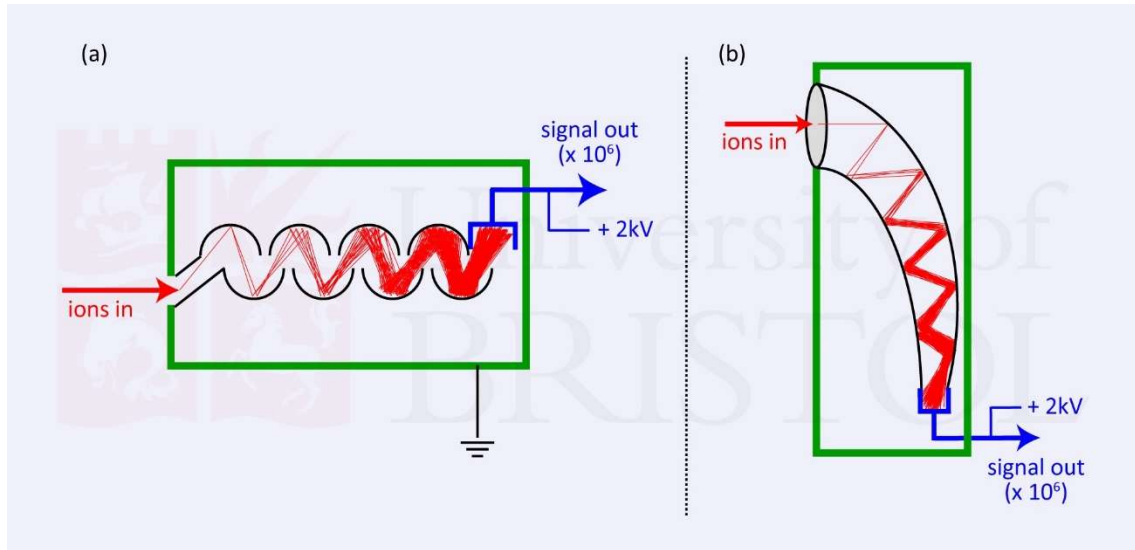 (a)
signal out
(x 10⁶)
+ 2kV
ions in
(b)
ions in
+ 2kV
signal out
(x 10⁶)
University of
BRISTOL